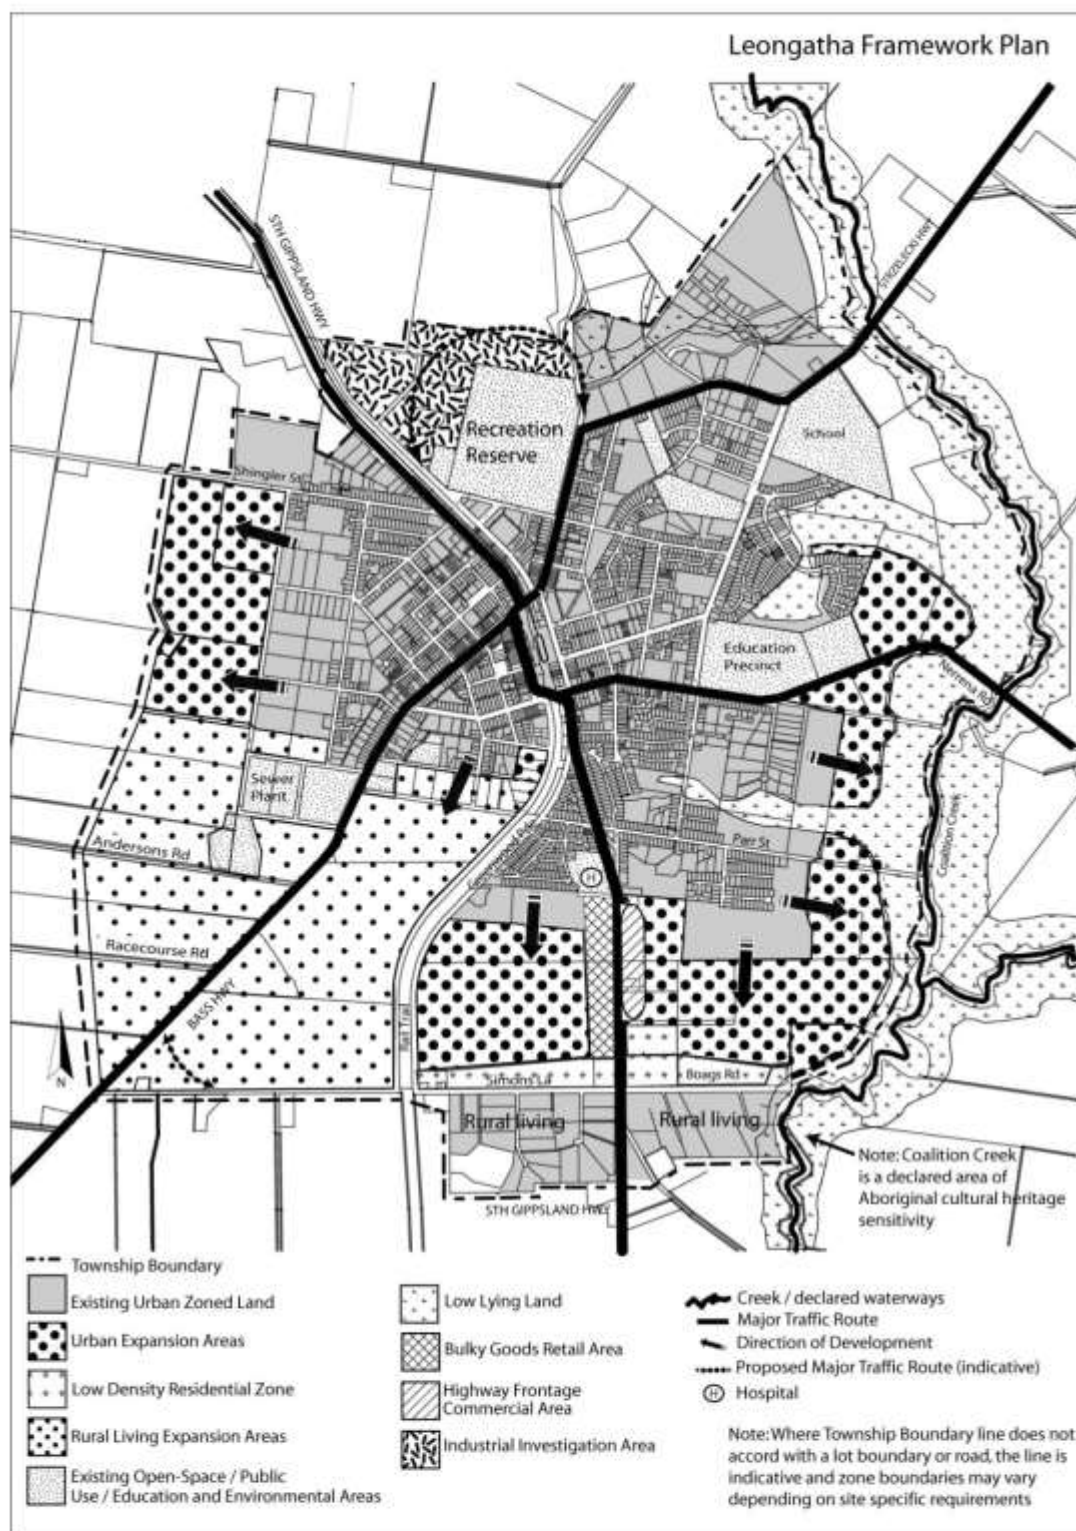 Leongatha Framework Plan
STH GIPPSLAND HWY
STRZELECKI HWY
Recreation
Reserve
School
Shingler St
Education
Precinct
Nerrena Rd
Sewer
Plant
Andersons Rd
Parr St
Coalition Creek
H
Racecourse Rd
BASS HWY
Rail Trail
N
Simons La
Boags Rd
Rural living
Rural living
Note: Coalition Creek
is a declared area of
Aboriginal cultural heritage
sensitivity
STH GIPPSLAND HWY
Township Boundary
Existing Urban Zoned Land
Urban Expansion Areas
Low Density Residential Zone
Rural Living Expansion Areas
Existing Open-Space / Public
Use / Education and Environmental Areas
Low Lying Land
Bulky Goods Retail Area
Highway Frontage
Commercial Area
Industrial Investigation Area
Creek / declared waterways
Major Traffic Route
Direction of Development
Proposed Major Traffic Route (indicative)
H Hospital
Note: Where Township Boundary line does not
accord with a lot boundary or road, the line is
indicative and zone boundaries may vary
depending on site specific requirements